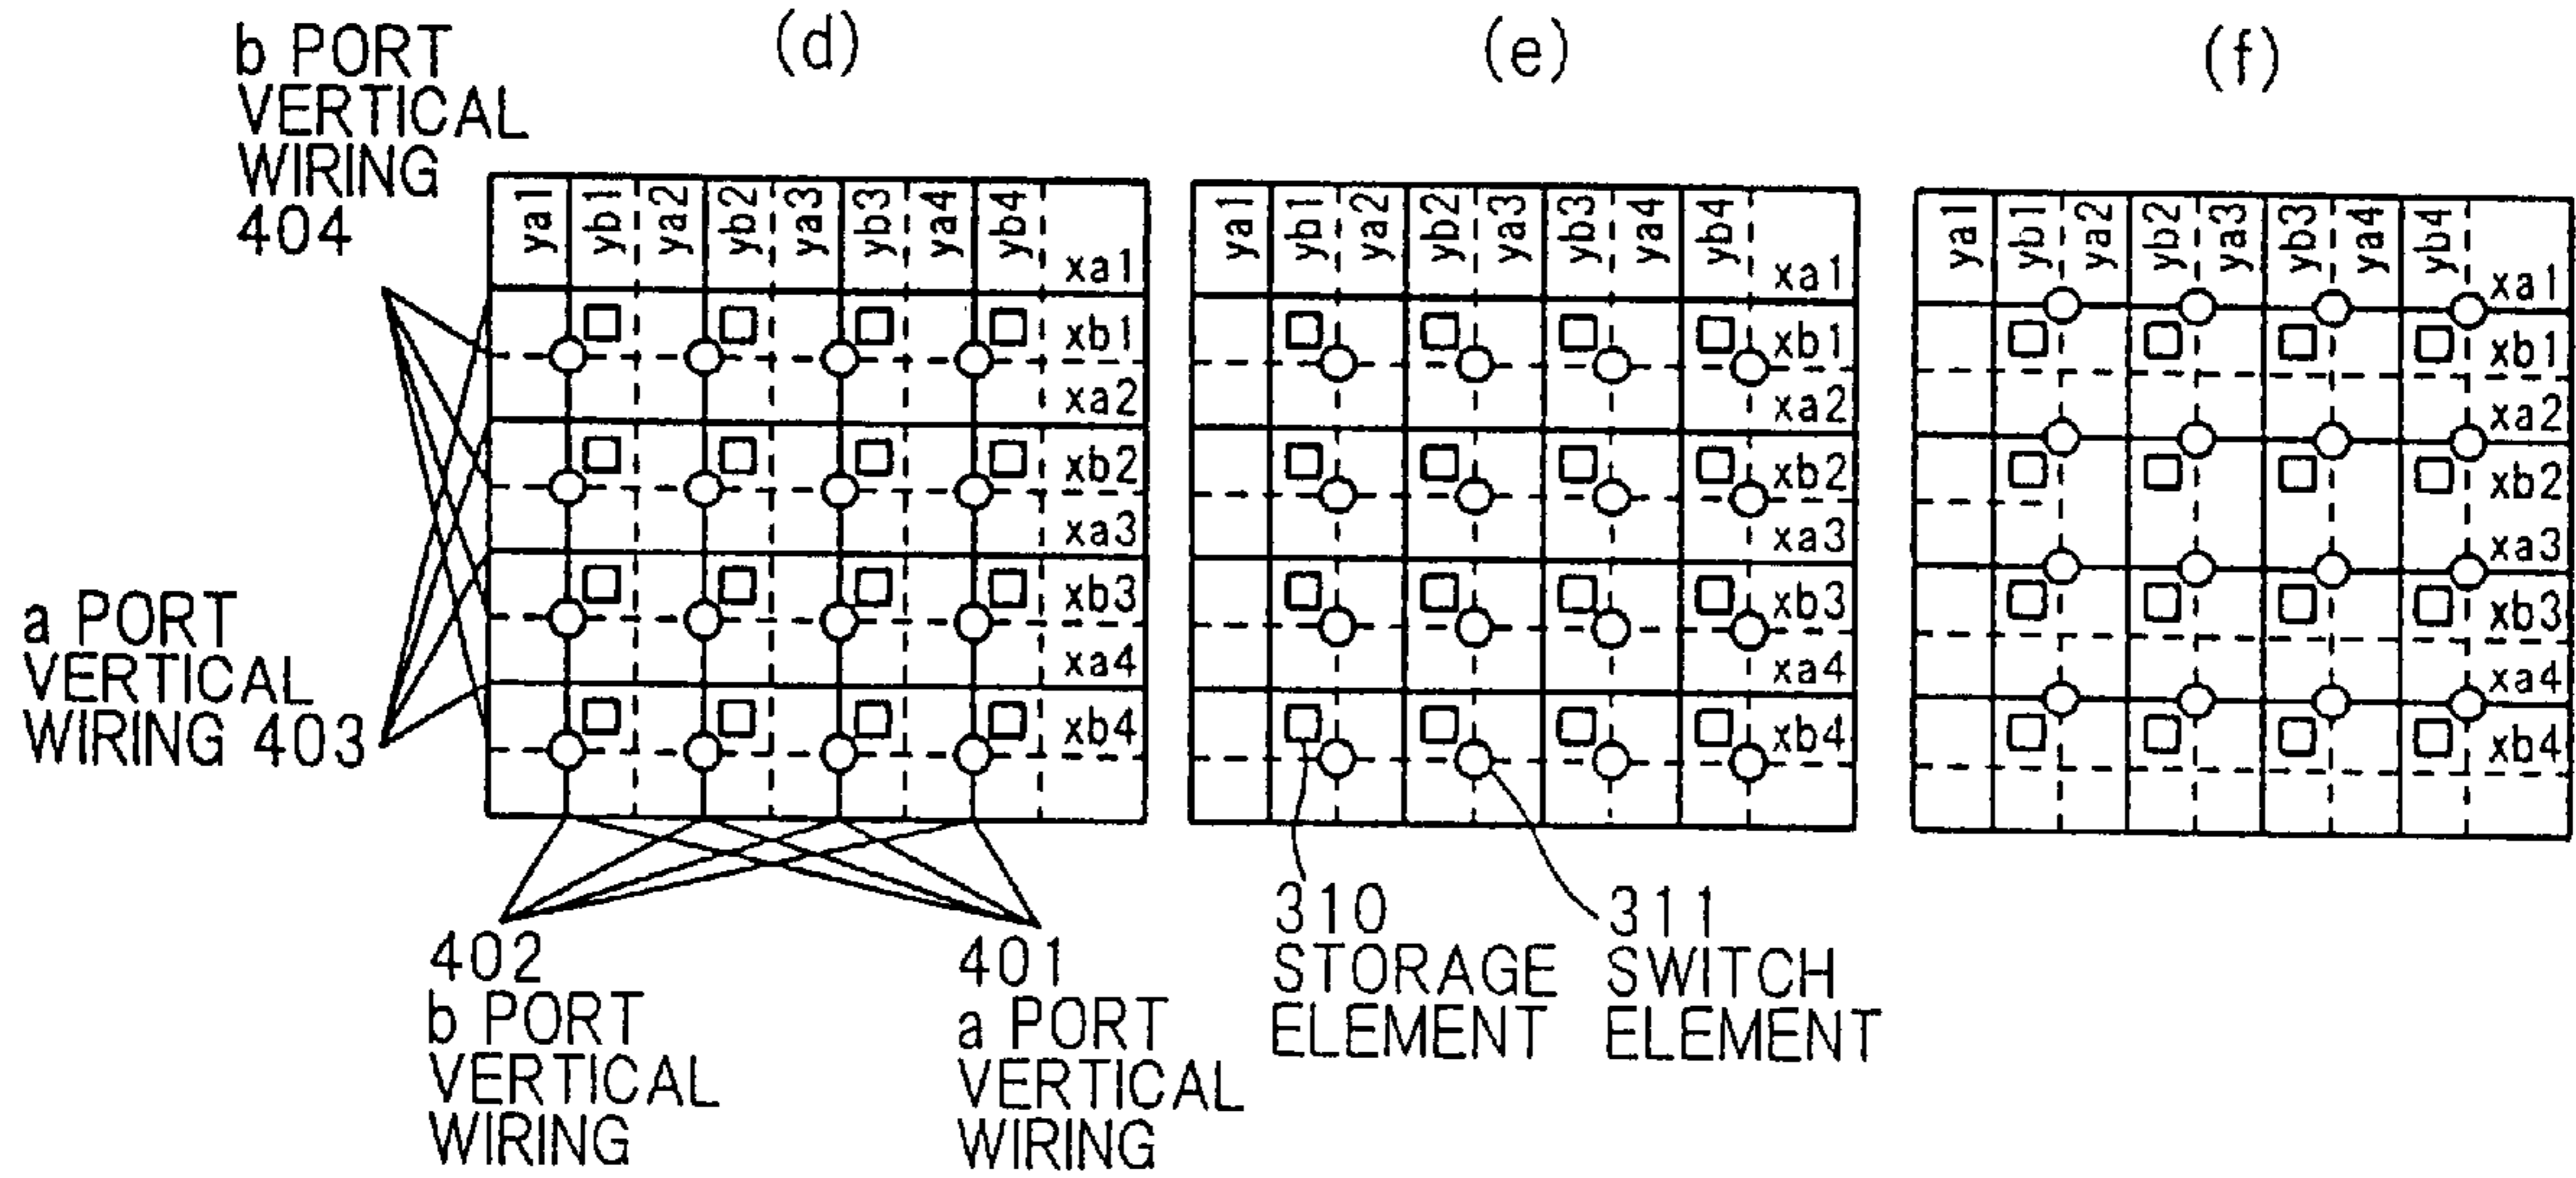 (d)
(e)
(f)
b PORT
VERTICAL
WIRING
404
a PORT
VERTICAL
WIRING 403
ya1
yb1
ya2
yb2
ya3
yb3
ya4
yb4
xa1
xb1
xa2
xb2
xa3
xb3
xa4
xb4
ya1
yb1
ya2
yb2
ya3
yb3
ya4
yb4
xa1
xb1
xa2
xb2
xa3
xb3
xa4
xb4
ya1
yb1
ya2
yb2
ya3
yb3
ya4
yb4
xa1
xb1
xa2
xb2
xa3
xb3
xa4
xb4
402
b PORT
VERTICAL
WIRING
401
a PORT
VERTICAL
WIRING
310
STORAGE
ELEMENT
311
SWITCH
ELEMENT